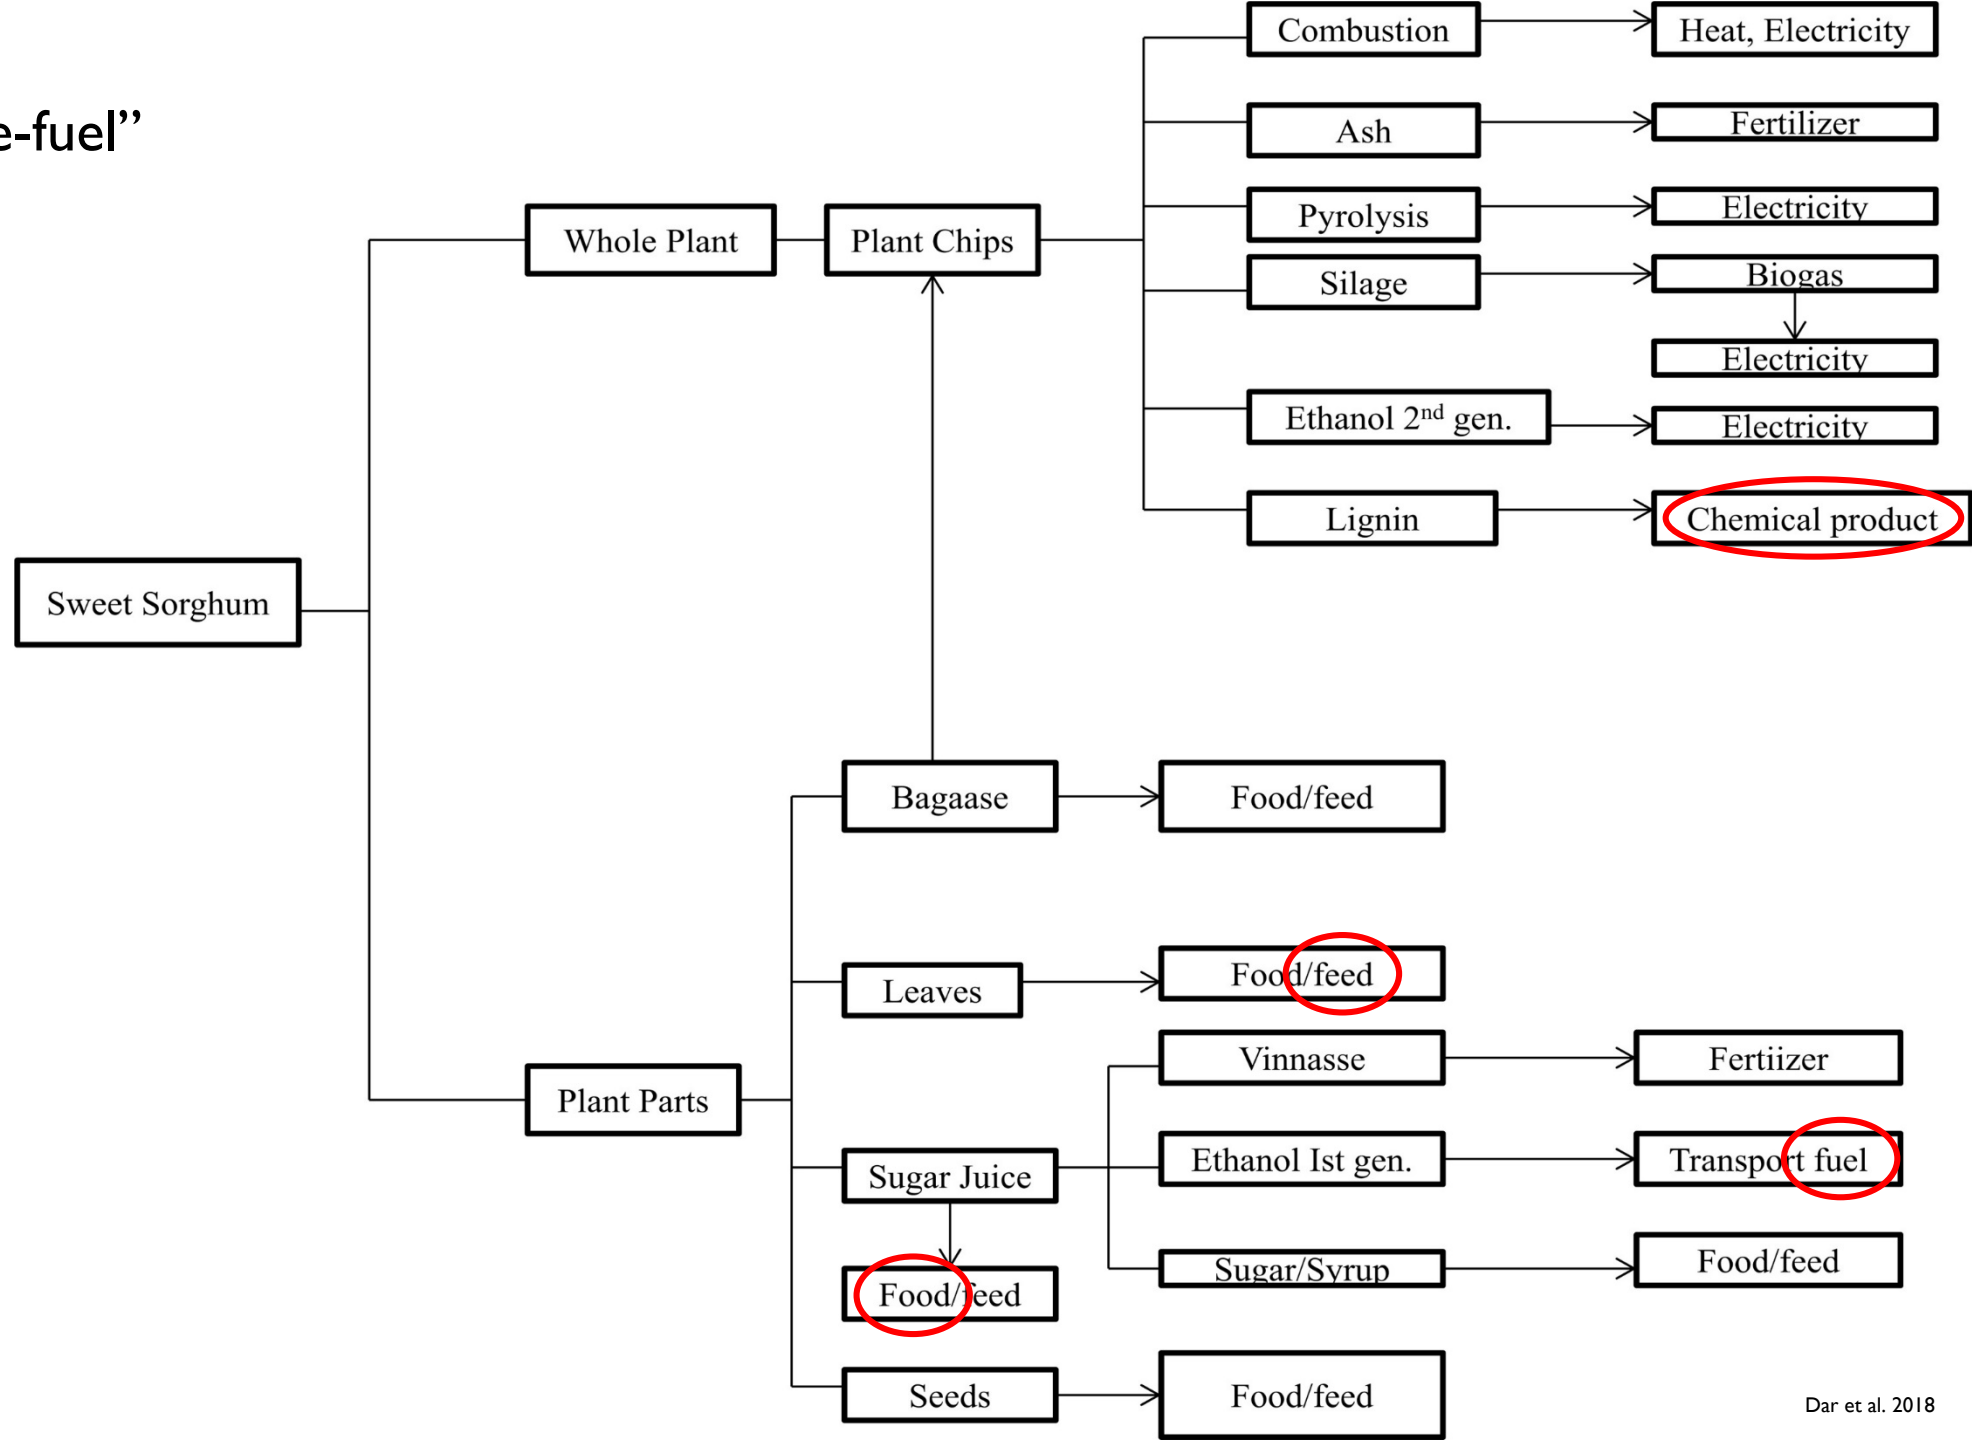 e-fuel”
Combustion
Heat, Electricity
Ash
Fertilizer
Whole Plant
Plant Chips
Pyrolysis
Electricity
Silage
Biogas
Electricity
Ethanol 2nd gen.
Electricity
Lignin
Chemical product
Sweet Sorghum
Bagaase
Food/feed
Leaves
Food/feed
Plant Parts
Vinnasse
Fertiizer
Sugar Juice
Ethanol Ist gen.
Transport fuel
Food/feed
Sugar/Syrup
Food/feed
Seeds
Food/feed
Dar et al. 2018